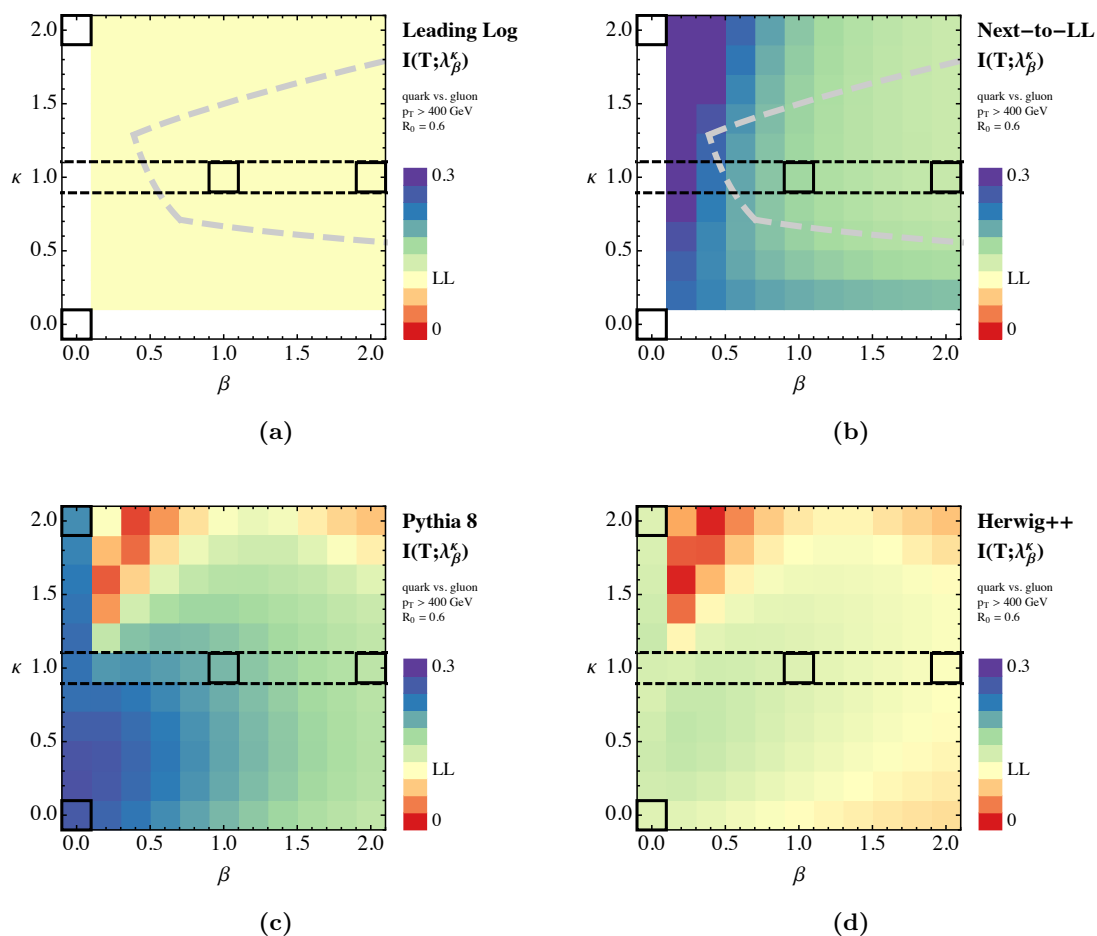 Leading Log
I(T;λ_β^κ)
quark vs. gluon
p_T > 400 GeV
R_0 = 0.6
2.0
1.5
κ 1.0
0.5
0.0
0.0 0.5 1.0 1.5 2.0
β
0.3
LL
0
(a)
Next-to-LL
I(T;λ_β^κ)
quark vs. gluon
p_T > 400 GeV
R_0 = 0.6
2.0
1.5
κ 1.0
0.5
0.0
0.0 0.5 1.0 1.5 2.0
β
0.3
LL
0
(b)
Pythia 8
I(T;λ_β^κ)
quark vs. gluon
p_T > 400 GeV
R_0 = 0.6
2.0
1.5
κ 1.0
0.5
0.0
0.0 0.5 1.0 1.5 2.0
β
0.3
LL
0
(c)
Herwig++
I(T;λ_β^κ)
quark vs. gluon
p_T > 400 GeV
R_0 = 0.6
2.0
1.5
κ 1.0
0.5
0.0
0.0 0.5 1.0 1.5 2.0
β
0.3
LL
0
(d)